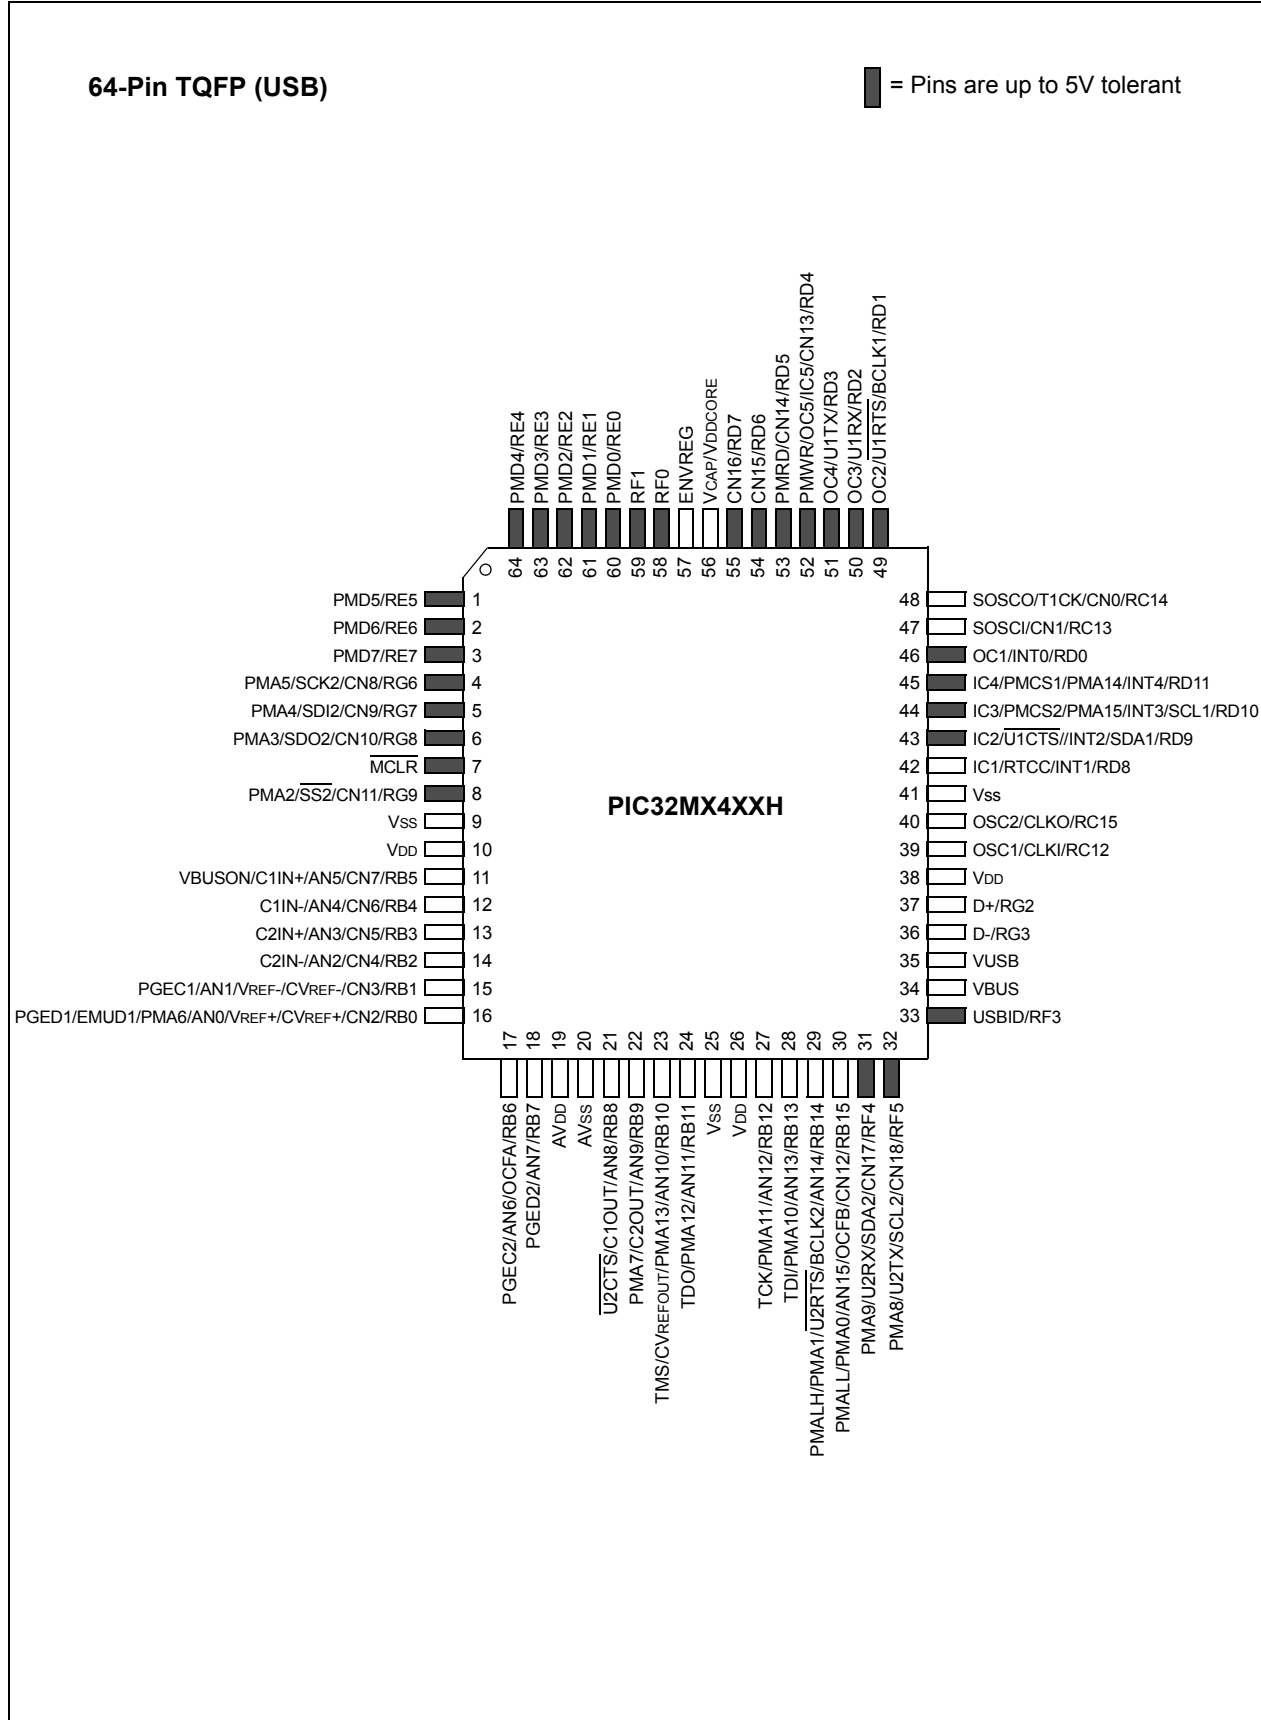 64-Pin TQFP (USB)
= Pins are up to 5V tolerant
PMD4/RE4
PMD3/RE3
PMD2/RE2
PMD1/RE1
PMD0/RE0
RF1
RF0
ENVREG
VCAP/VDDCORE
CN16/RD7
CN15/RD6
PMRD/CN14/RD5
PMWR/OC5/IC5/CN13/RD4
OC4/U1TX/RD3
OC3/U1RX/RD2
OC2/U1RTS/BCLK1/RD1
64 63 62 61 60 59 58 57 56 55 54 53 52 51 50 49
PMD5/RE5 1
PMD6/RE6 2
PMD7/RE7 3
PMA5/SCK2/CN8/RG6 4
PMA4/SDI2/CN9/RG7 5
PMA3/SDO2/CN10/RG8 6
MCLR 7
PMA2/SS2/CN11/RG9 8
VSS 9
VDD 10
VBUSON/C1IN+/AN5/CN7/RB5 11
C1IN-/AN4/CN6/RB4 12
C2IN+/AN3/CN5/RB3 13
C2IN-/AN2/CN4/RB2 14
PGEC1/AN1/VREF-/CVREF-/CN3/RB1 15
PGED1/EMUD1/PMA6/AN0/VREF+/CVREF+/CN2/RB0 16
PIC32MX4XXH
48 SOSCO/T1CK/CN0/RC14
47 SOSCI/CN1/RC13
46 OC1/INT0/RD0
45 IC4/PMCS1/PMA14/INT4/RD11
44 IC3/PMCS2/PMA15/INT3/SCL1/RD10
43 IC2/U1CTS//INT2/SDA1/RD9
42 IC1/RTCC/INT1/RD8
41 Vss
40 OSC2/CLKO/RC15
39 OSC1/CLKI/RC12
38 VDD
37 D+/RG2
36 D-/RG3
35 VUSB
34 VBUS
33 USBID/RF3
17 18 19 20 21 22 23 24 25 26 27 28 29 30 31 32
PGEC2/AN6/OCFA/RB6
PGED2/AN7/RB7
AVDD
AVSS
U2CTS/C1OUT/AN8/RB8
PMA7/C2OUT/AN9/RB9
TMS/CVREFOUT/PMA13/AN10/RB10
TDO/PMA12/AN11/RB11
VSS
VDD
TCK/PMA11/AN12/RB12
TDI/PMA10/AN13/RB13
PMALH/PMA1/U2RTS/BCLK2/AN14/RB14
PMALL/PMA0/AN15/OCFB/CN12/RB15
PMA9/U2RX/SDA2/CN17/RF4
PMA8/U2TX/SCL2/CN18/RF5